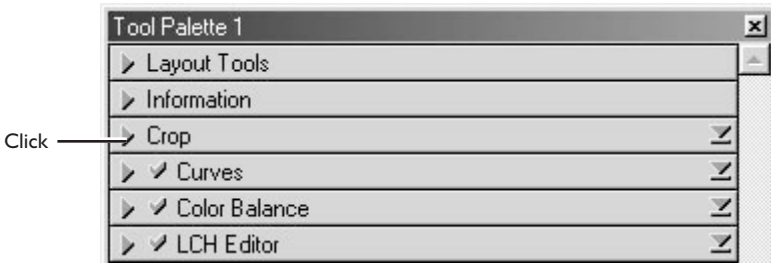 Tool Palette 1
Layout Tools
Information
Click
Crop
Curves
Color Balance
LCH Editor